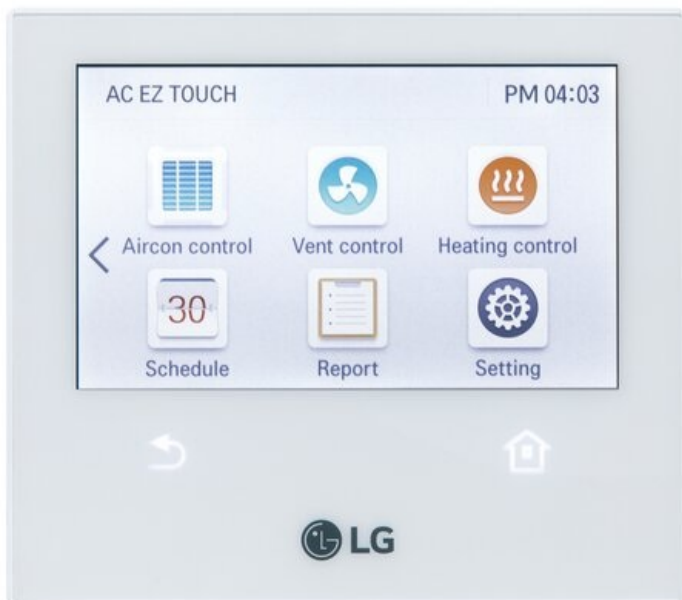 AC EZ TOUCH PM 04:03
Aircon control Vent control Heating control
30
Schedule Report Setting
LG